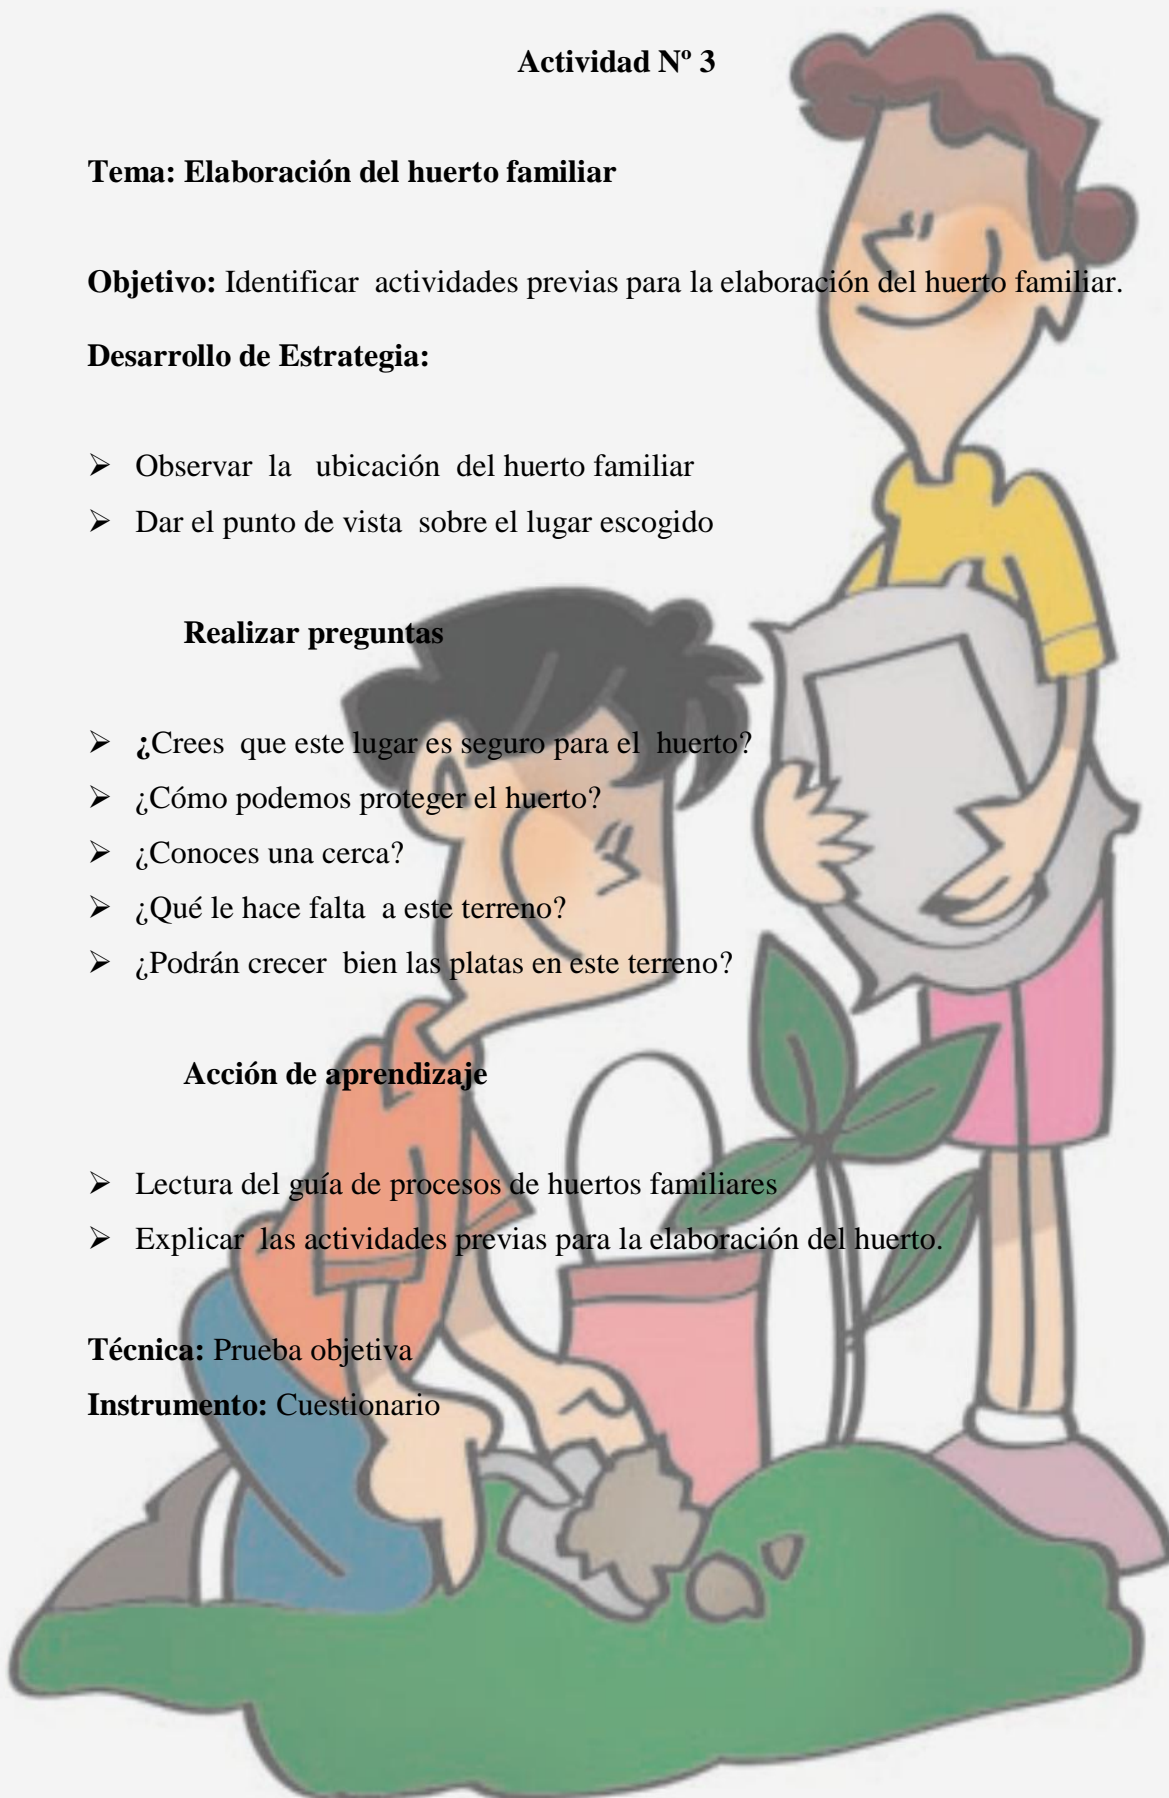 Actividad Nº 3
Tema: Elaboración del huerto familiar
Objetivo: Identificar actividades previas para la elaboración del huerto familiar.
Desarrollo de Estrategia:
➢ Observar la ubicación del huerto familiar
➢ Dar el punto de vista sobre el lugar escogido
Realizar preguntas
➢ ¿Crees que este lugar es seguro para el huerto?
➢ ¿Cómo podemos proteger el huerto?
➢ ¿Conoces una cerca?
➢ ¿Qué le hace falta a este terreno?
➢ ¿Podrán crecer bien las platas en este terreno?
Acción de aprendizaje
➢ Lectura del guía de procesos de huertos familiares
➢ Explicar las actividades previas para la elaboración del huerto.
Técnica: Prueba objetiva
Instrumento: Cuestionario